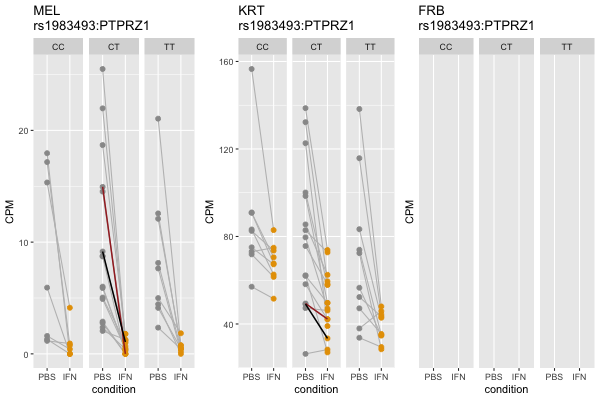 MEL
rs1983493:PTPRZ1
CC CT TT
CPM
20
10
0
PBS IFN PBS IFN PBS IFN
condition
KRT
rs1983493:PTPRZ1
CC CT TT
CPM
160
120
80
40
PBS IFN PBS IFN PBS IFN
condition
FRB
rs1983493:PTPRZ1
CC CT TT
CPM
PBS IFN PBS IFN PBS IFN
condition